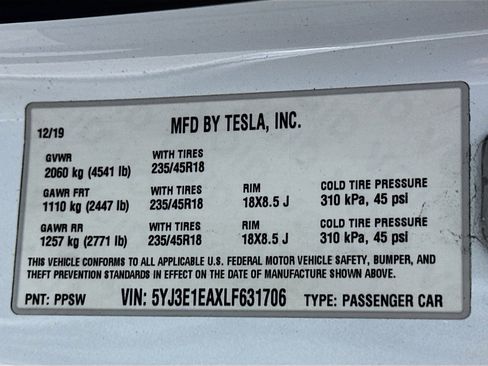 12/19 MFD BY TESLA, INC.
GVWR WITH TIRES
2060 kg (4541 lb) 235/45R18
GAWR FRT WITH TIRES RIM COLD TIRE PRESSURE
1110 kg (2447 lb) 235/45R18 18X8.5 J 310 kPa, 45 psi
GAWR RR WITH TIRES RIM COLD TIRE PRESSURE
1257 kg (2771 lb) 235/45R18 18X8.5 J 310 kPa, 45 psi
THIS VEHICLE CONFORMS TO ALL APPLICABLE U.S. FEDERAL MOTOR VEHICLE SAFETY, BUMPER, AND
THEFT PREVENTION STANDARDS IN EFFECT ON THE DATE OF MANUFACTURE SHOWN ABOVE.
PNT: PPSW VIN: 5YJ3E1EAXLF631706 TYPE: PASSENGER CAR